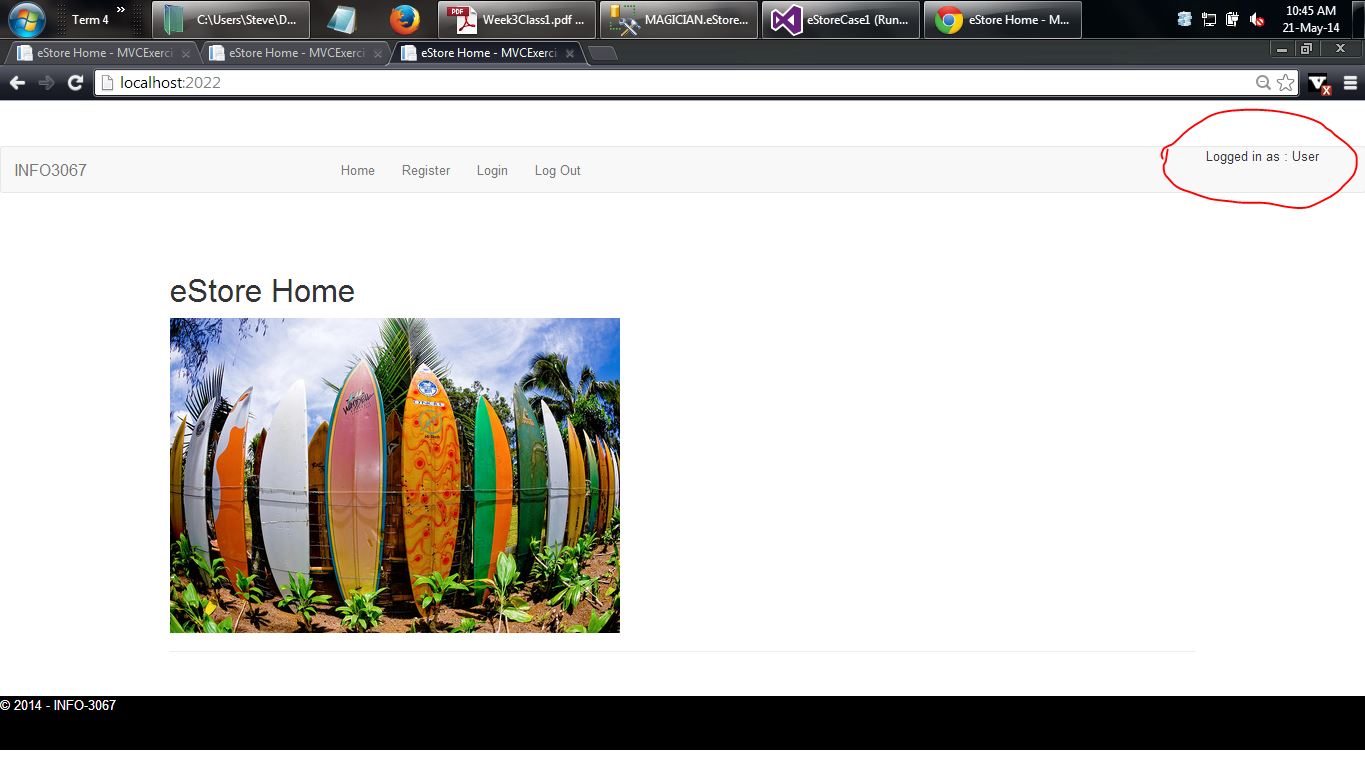 Term 4
»
C:\Users\Steve\D...
Week3Class1.pdf ...
MAGICIAN.eStore...
eStoreCase1 (Run...
eStore Home - M...
10:45 AM
21-May-14
eStore Home - MVCExerci
eStore Home - MVCExerci
eStore Home - MVCExerci
localhost:2022
INFO3067
Home
Register
Login
Log Out
Logged in as : User
eStore Home
© 2014 - INFO-3067